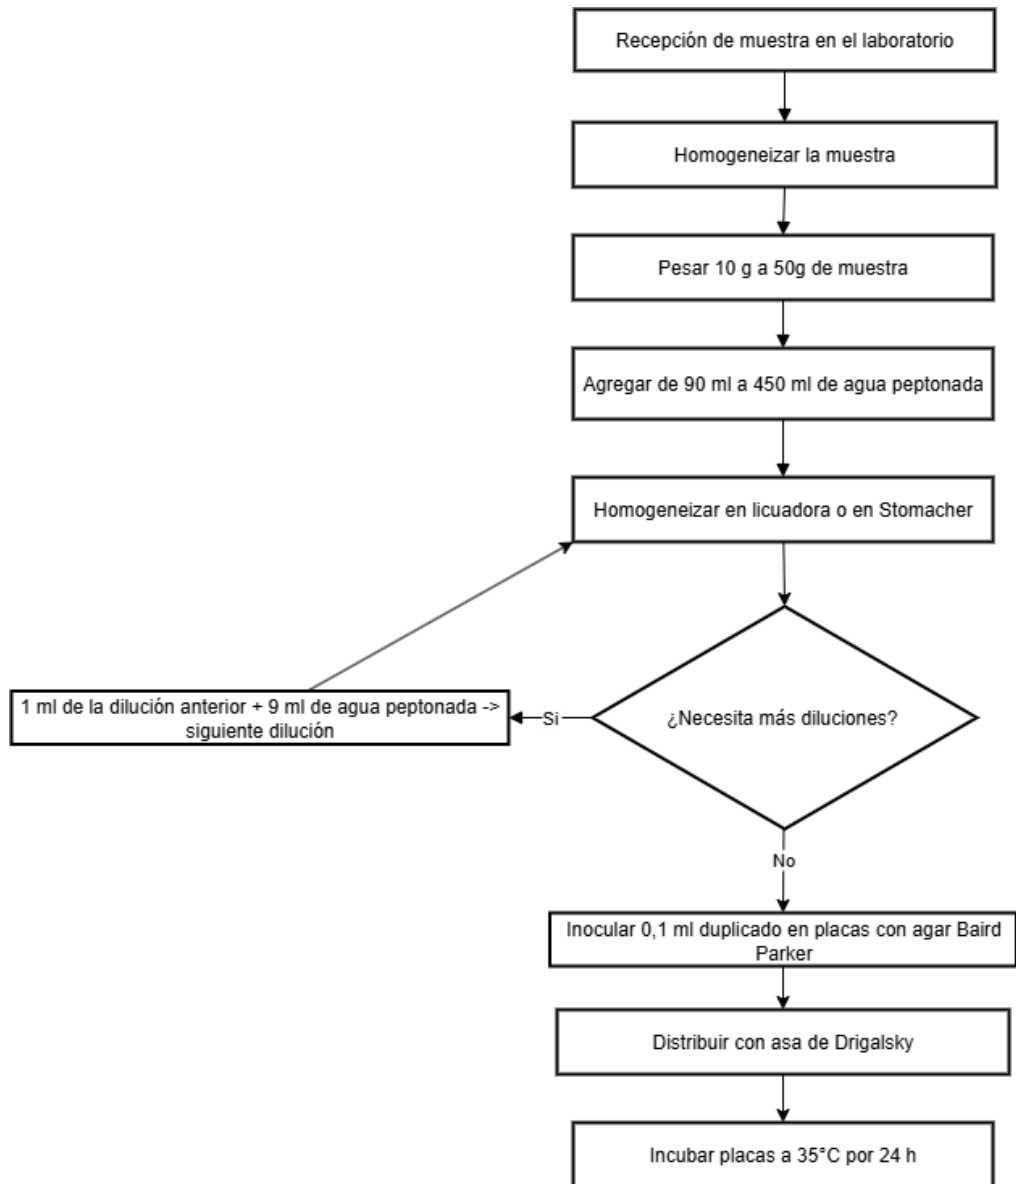 Recepción de muestra en el laboratorio
Homogeneizar la muestra
Pesar 10 g a 50g de muestra
Agregar de 90 ml a 450 ml de agua peptonada
Homogeneizar en licuadora o en Stomacher
¿Necesita más diluciones?
Si
1 ml de la dilución anterior + 9 ml de agua peptonada ->
siguiente dilución
No
Inocular 0,1 ml duplicado en placas con agar Baird
Parker
Distribuir con asa de Drigalsky
Incubar placas a 35°C por 24 h